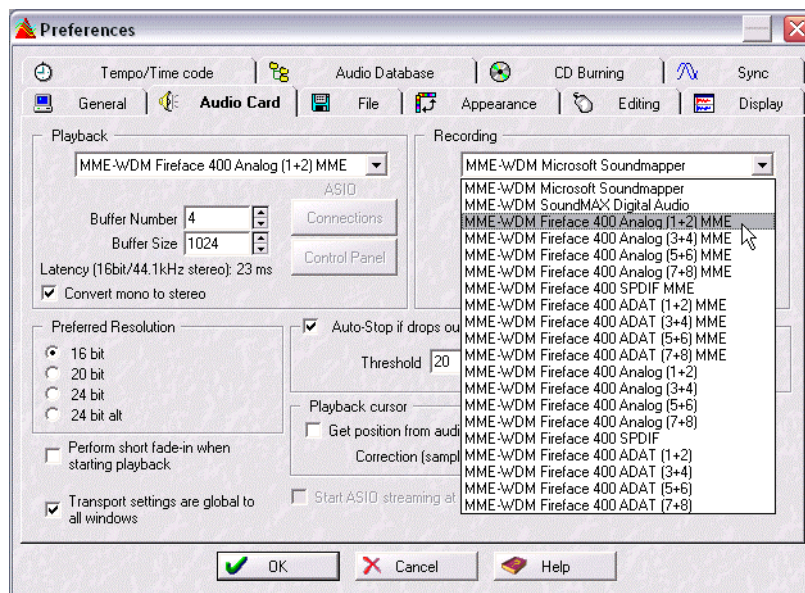 Preferences
Tempo/Time code
Audio Database
CD Burning
Sync
General
Audio Card
File
Appearance
Editing
Display
Playback
MME-WDM Fireface 400 Analog (1+2) MME
ASIO
Buffer Number 4
Connections
Buffer Size 1024
Control Panel
Latency (16bit/44.1kHz stereo): 23 ms
Convert mono to stereo
Recording
MME-WDM Microsoft Soundmapper
MME-WDM Microsoft Soundmapper
MME-WDM SoundMAX Digital Audio
MME-WDM Fireface 400 Analog (1+2) MME
MME-WDM Fireface 400 Analog (3+4) MME
MME-WDM Fireface 400 Analog (5+6) MME
MME-WDM Fireface 400 Analog (7+8) MME
MME-WDM Fireface 400 SPDIF MME
MME-WDM Fireface 400 ADAT (1+2) MME
MME-WDM Fireface 400 ADAT (3+4) MME
MME-WDM Fireface 400 ADAT (5+6) MME
MME-WDM Fireface 400 ADAT (7+8) MME
MME-WDM Fireface 400 Analog (1+2)
MME-WDM Fireface 400 Analog (3+4)
MME-WDM Fireface 400 Analog (5+6)
MME-WDM Fireface 400 Analog (7+8)
MME-WDM Fireface 400 SPDIF
MME-WDM Fireface 400 ADAT (1+2)
MME-WDM Fireface 400 ADAT (3+4)
MME-WDM Fireface 400 ADAT (5+6)
MME-WDM Fireface 400 ADAT (7+8)
Preferred Resolution
16 bit
20 bit
24 bit
24 bit alt
Auto-Stop if drops ou
Threshold 20
Playback cursor
Get position from audi
Correction (sampl
Perform short fade-in when
starting playback
Transport settings are global to
all windows
Start ASIO streaming at
OK
Cancel
Help